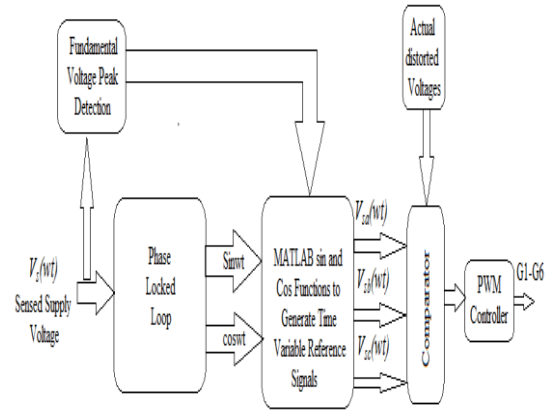 Fundamental
Voltage Peak
Detection
Actual
distorted
Voltages
Vs(wt)
Sensed Supply
Voltage
Phase
Locked
Loop
Sinwt
coswt
MATLAB sin and
Cos Functions to
Generate Time
Variable Reference
Signals
Vsa(wt)
Vsb(wt)
Vsc(wt)
Comparator
PWM
Controller
G1-G6